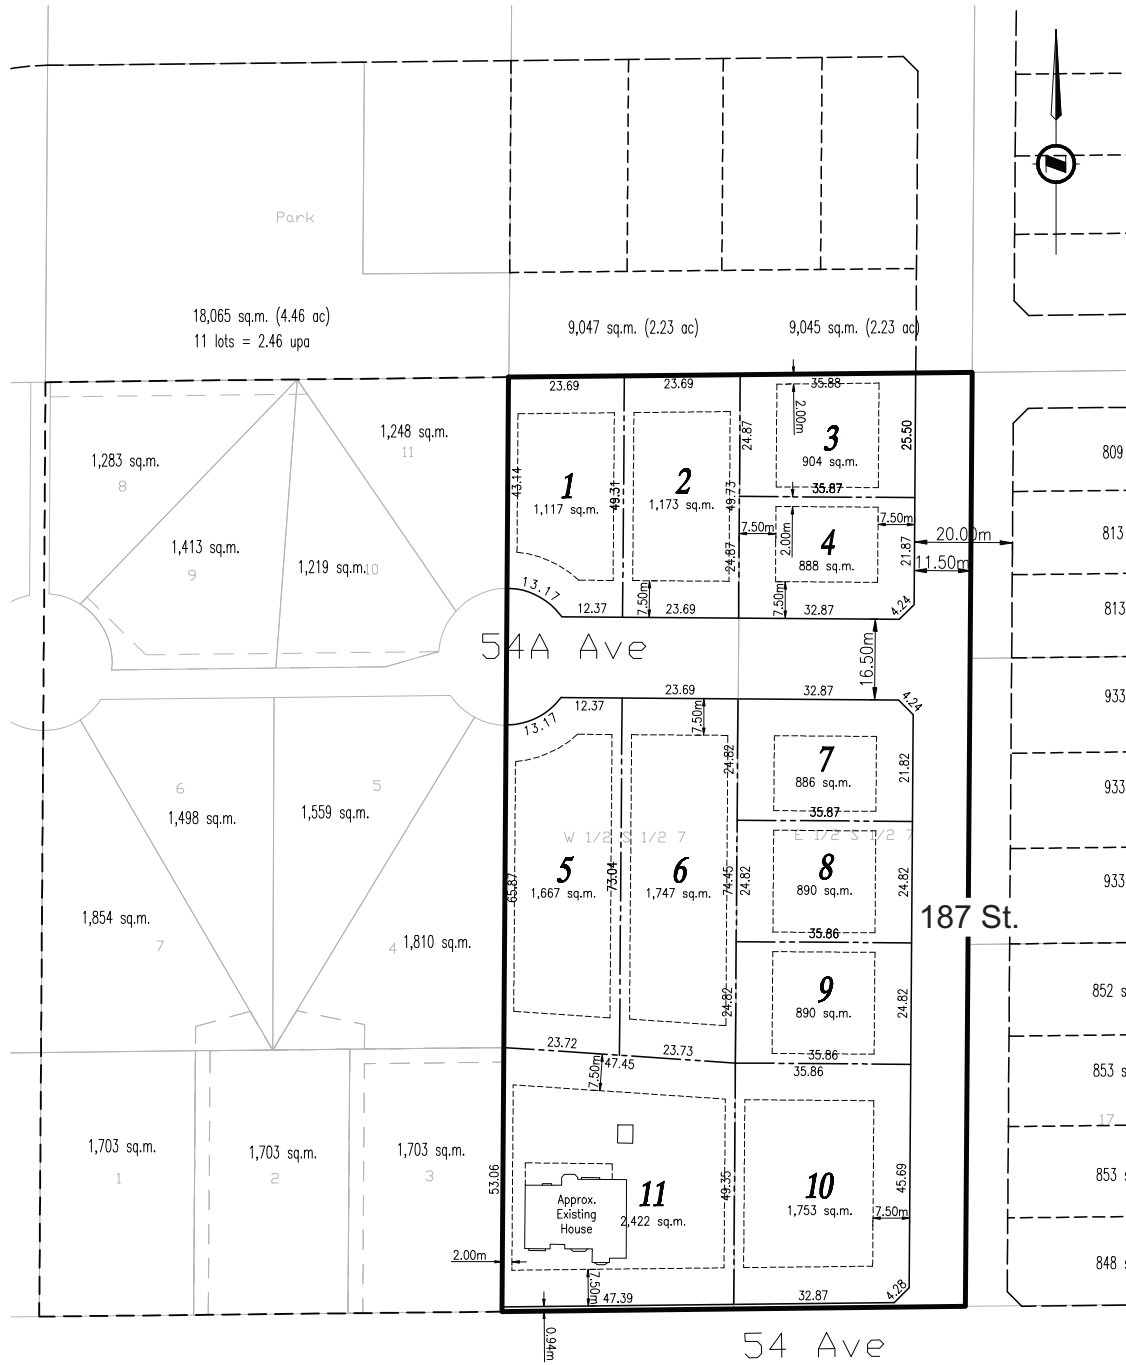 Park
18,065 sq.m. (4.46 ac)
11 lots = 2.46 upa
9,047 sq.m. (2.23 ac)
9,045 sq.m. (2.23 ac)
23.69
23.69
35.88
2.00m
1,248 sq.m.
11
1,283 sq.m.
8
43.14
1
1,117 sq.m.
49.31
2
1,173 sq.m.
49.73
24.87
3
904 sq.m.
25.50
35.87
809
1,413 sq.m.
9
1,219 sq.m.
10
7.50m
2.00m
4
888 sq.m.
7.50m
21.87
20.00m
11.50m
813
24.87
813
13.17
12.37
7.50m
23.69
7.50m
32.87
4.24
54A Ave
16.50m
933
13.17
12.37
23.69
7.50m
32.87
4.24
6
1,498 sq.m.
5
1,559 sq.m.
24.82
7
886 sq.m.
21.82
35.87
933
W 1/2 S 1/2 7
E 1/2 S 1/2 7
65.87
5
1,667 sq.m.
73.04
6
1,747 sq.m.
74.45
24.82
8
890 sq.m.
24.82
933
1,854 sq.m.
7
4
1,810 sq.m.
35.86
187 St.
24.82
9
890 sq.m.
24.82
852 s
23.72
23.73
35.86
7.50m
47.45
35.86
853 s
17
1,703 sq.m.
1
1,703 sq.m.
2
1,703 sq.m.
3
53.06
Approx.
Existing
House
11
2,422 sq.m.
49.35
10
1,753 sq.m.
45.69
7.50m
853 s
2.00m
848 s
7.50m
47.39
32.87
4.28
0.94m
54 Ave